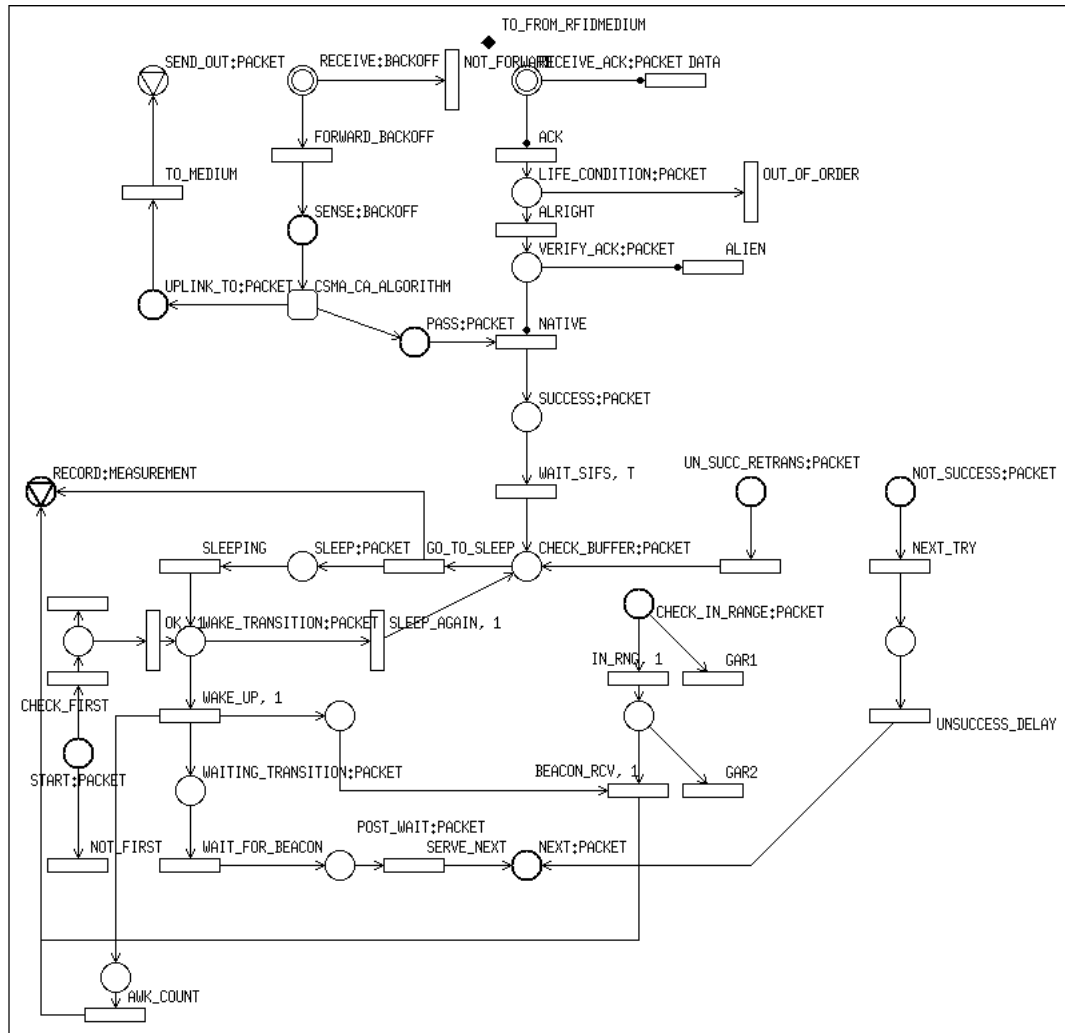 TO_FROM_RFIDMEDIUM
SEND_OUT:PACKET
RECEIVE:BACKOFF
NOT_FORWARD
RECEIVE_ACK:PACKET
DATA
FORWARD_BACKOFF
ACK
TO_MEDIUM
LIFE_CONDITION:PACKET
OUT_OF_ORDER
SENSE:BACKOFF
ALRIGHT
VERIFY_ACK:PACKET
ALIEN
UPLINK_TO:PACKET
CSMA_CA_ALGORITHM
PASS:PACKET
NATIVE
SUCCESS:PACKET
RECORD:MEASUREMENT
WAIT_SIFS, T
UN_SUCC_RETRANS:PACKET
NOT_SUCCESS:PACKET
SLEEPING
SLEEP:PACKET
GO_TO_SLEEP
CHECK_BUFFER:PACKET
NEXT_TRY
OK, 1
WAKE_TRANSITION:PACKET
SLEEP_AGAIN, 1
CHECK_IN_RANGE:PACKET
IN_RNG, 1
GAR1
CHECK_FIRST
WAKE_UP, 1
UNSUCCESS_DELAY
START:PACKET
WAITING_TRANSITION:PACKET
BEACON_RCV, 1
GAR2
POST_WAIT:PACKET
NOT_FIRST
WAIT_FOR_BEACON
SERVE_NEXT
NEXT:PACKET
AWK_COUNT